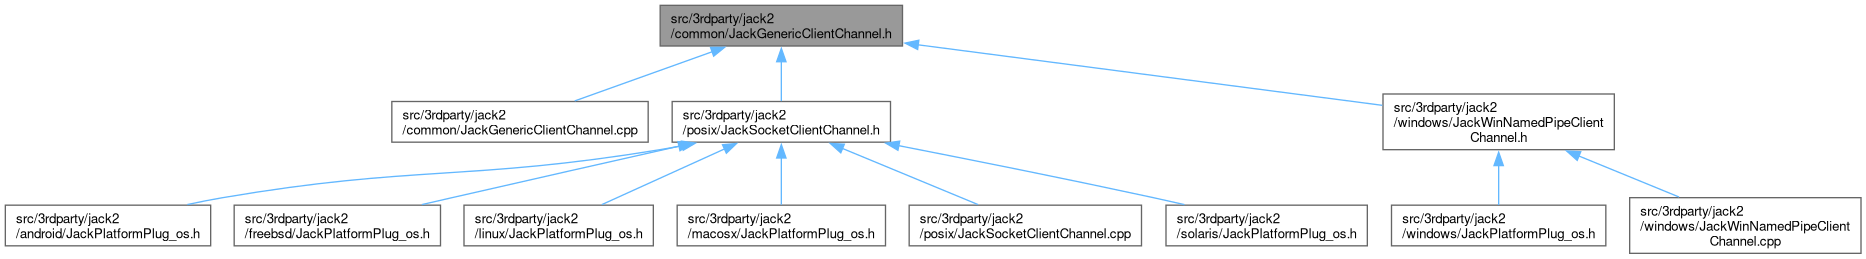 src/3rdparty/jack2
/common/JackGenericClientChannel.h
src/3rdparty/jack2
/common/JackGenericClientChannel.cpp
src/3rdparty/jack2
/posix/JackSocketClientChannel.h
src/3rdparty/jack2
/windows/JackWinNamedPipeClient
Channel.h
src/3rdparty/jack2
/android/JackPlatformPlug_os.h
src/3rdparty/jack2
/freebsd/JackPlatformPlug_os.h
src/3rdparty/jack2
/linux/JackPlatformPlug_os.h
src/3rdparty/jack2
/macosx/JackPlatformPlug_os.h
src/3rdparty/jack2
/posix/JackSocketClientChannel.cpp
src/3rdparty/jack2
/solaris/JackPlatformPlug_os.h
src/3rdparty/jack2
/windows/JackPlatformPlug_os.h
src/3rdparty/jack2
/windows/JackWinNamedPipeClient
Channel.cpp